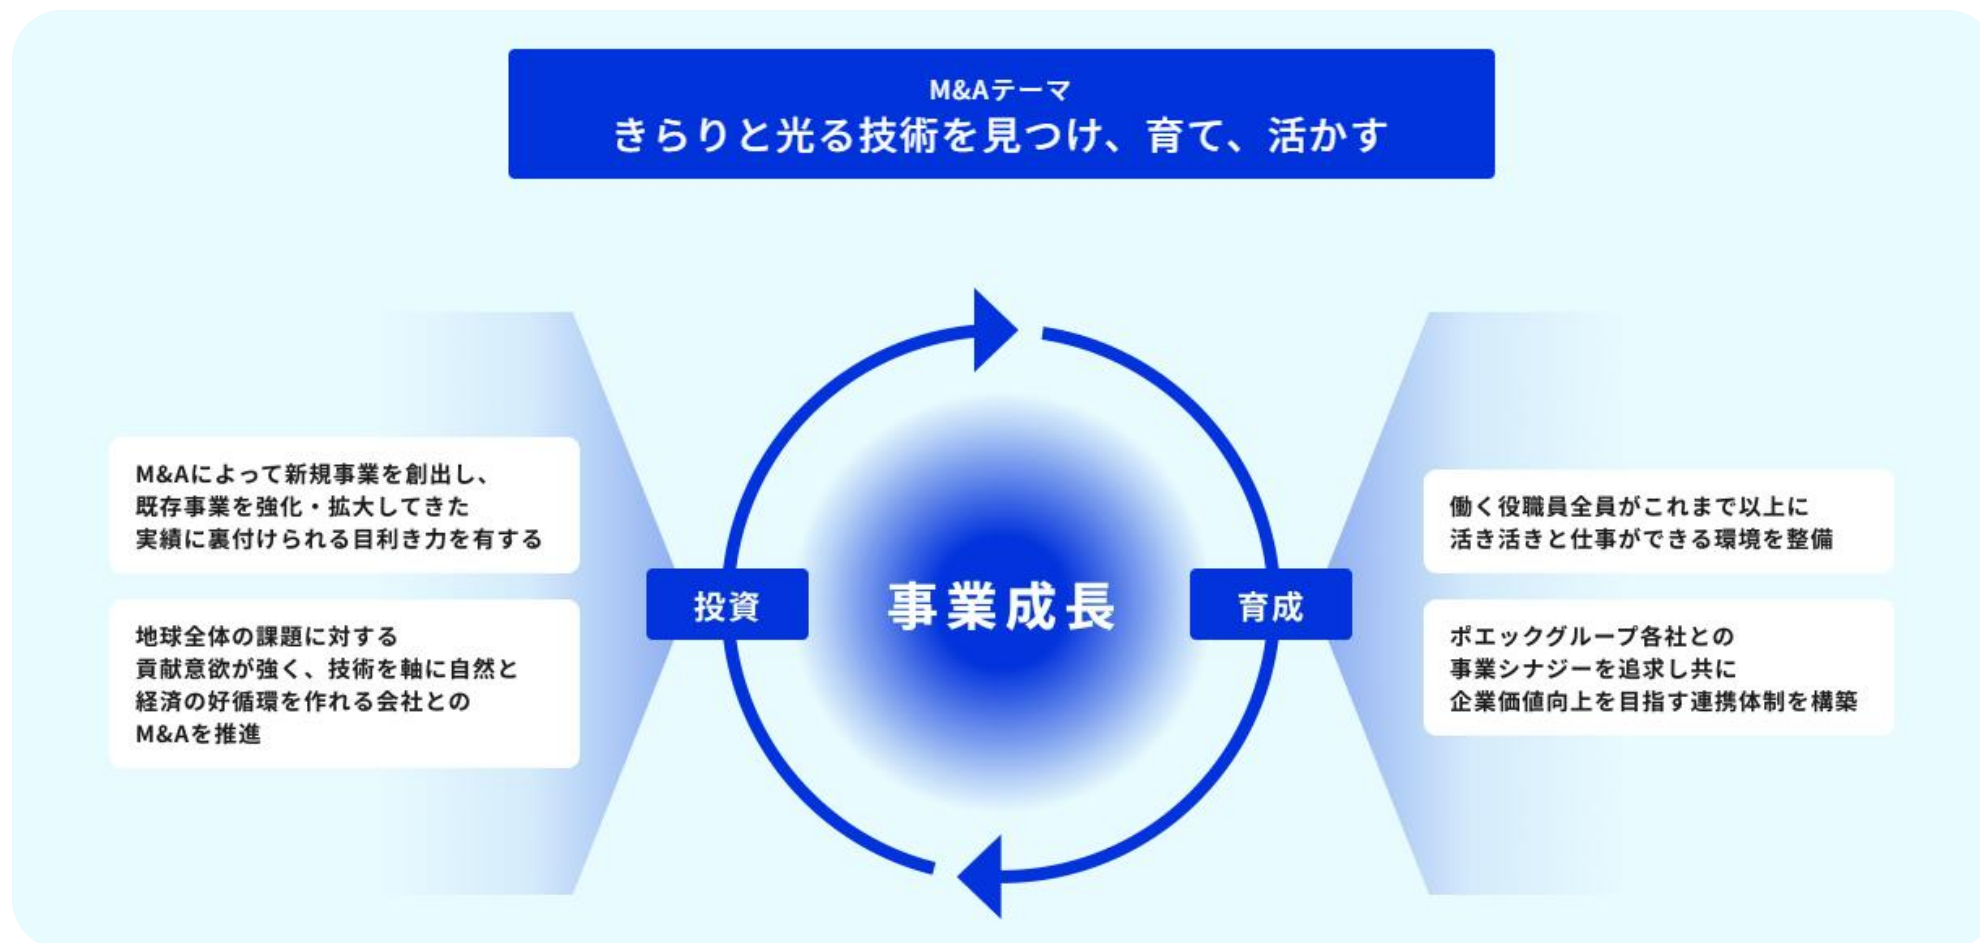 M&Aテーマ
きらりと光る技術を見つけ、育て、活かす
M&Aによって新規事業を創出し、
既存事業を強化・拡大してきた
実績に裏付けられる目利き力を有する
地球全体の課題に対する
貢献意欲が強く、技術を軸に自然と
経済の好循環を作れる会社との
M&Aを推進
投資
事業成長
育成
働く役職員全員がこれまで以上に
活き活きと仕事ができる環境を整備
ポエックグループ各社との
事業シナジーを追求し共に
企業価値向上を目指す連携体制を構築